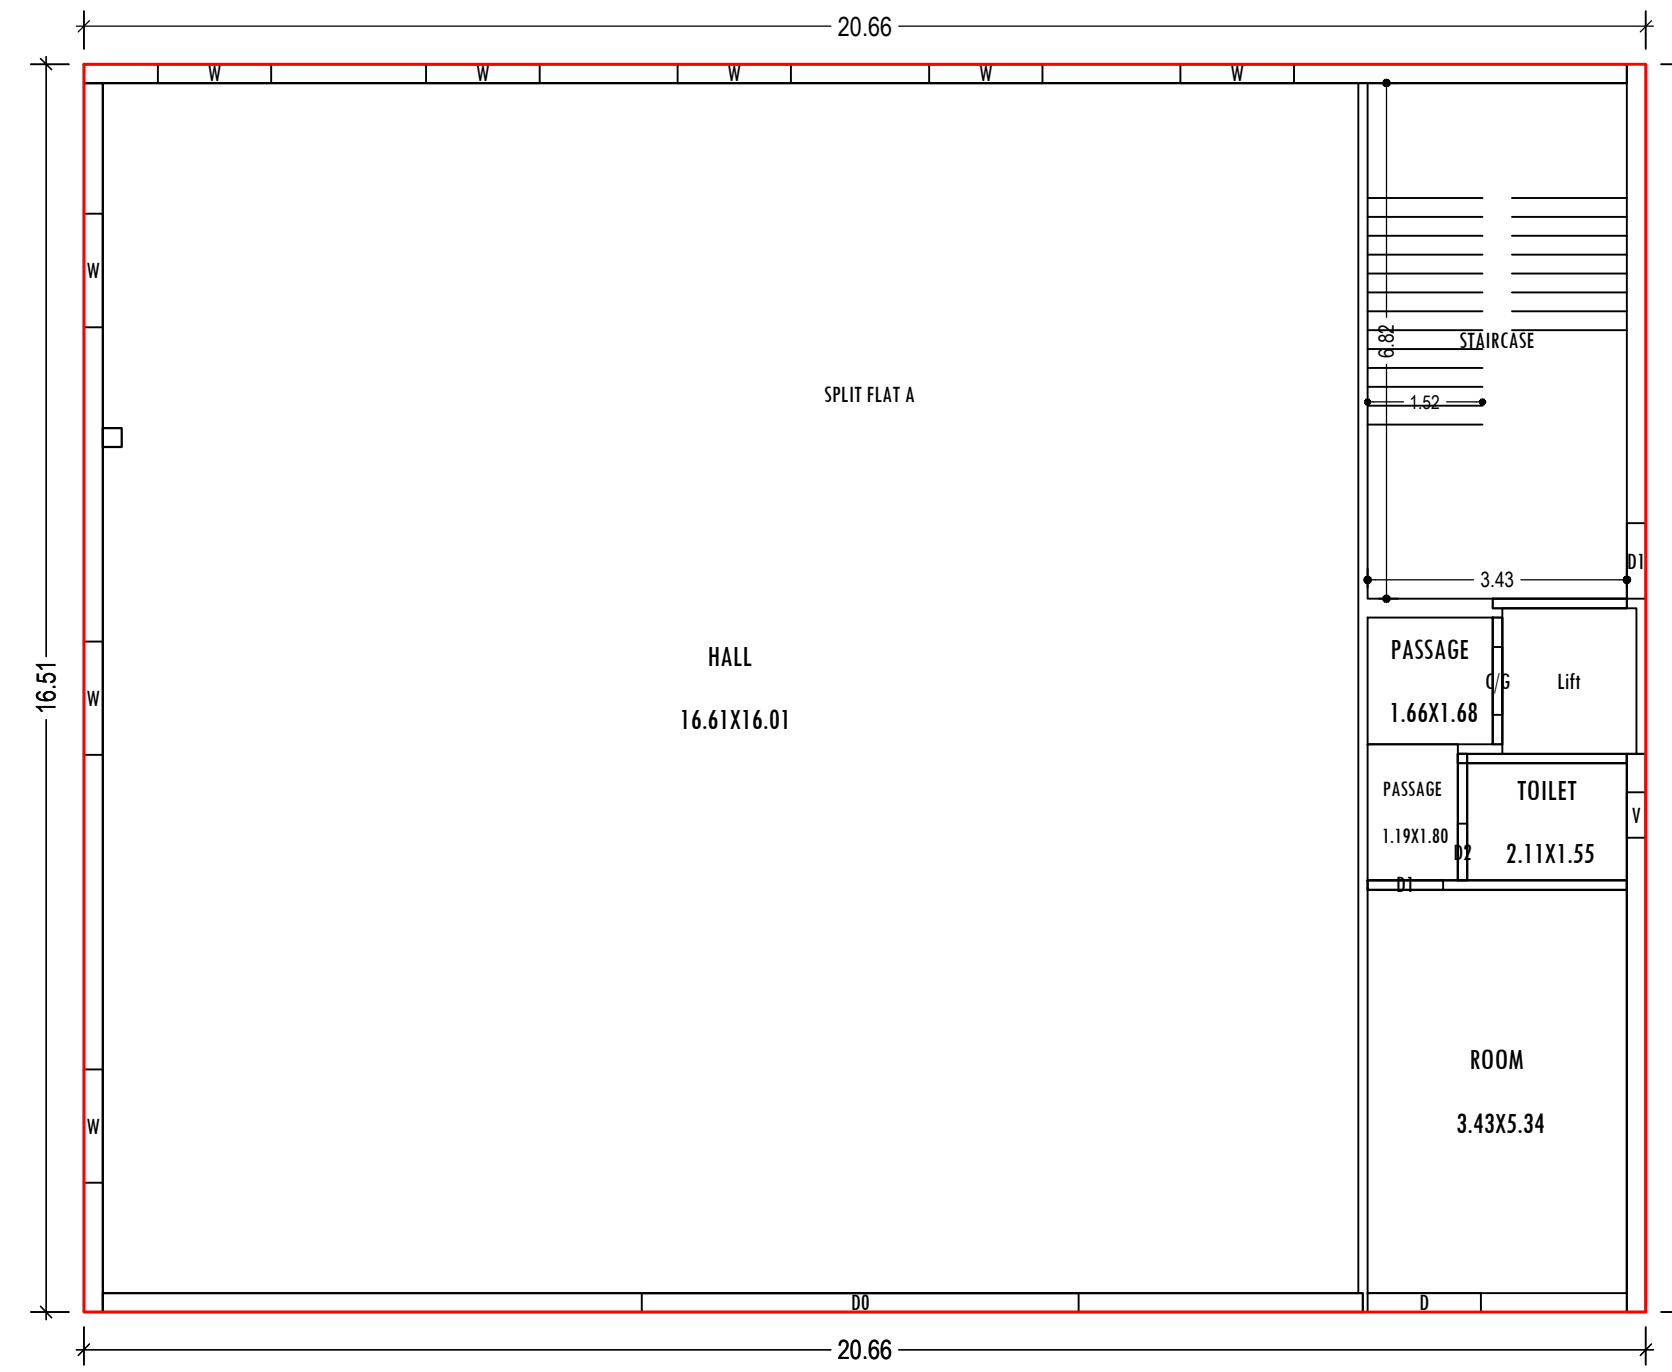 20.66
W W W W W
W
6.82
STAIRCASE
SPLIT FLAT A
1.52
D1
3.43
HALL
PASSAGE
16.51
C/G
Lift
W
1.66X1.68
16.61X16.01
PASSAGE
TOILET
V
1.19X1.80
D2
2.11X1.55
D1
ROOM
3.43X5.34
W
D0
D
20.66